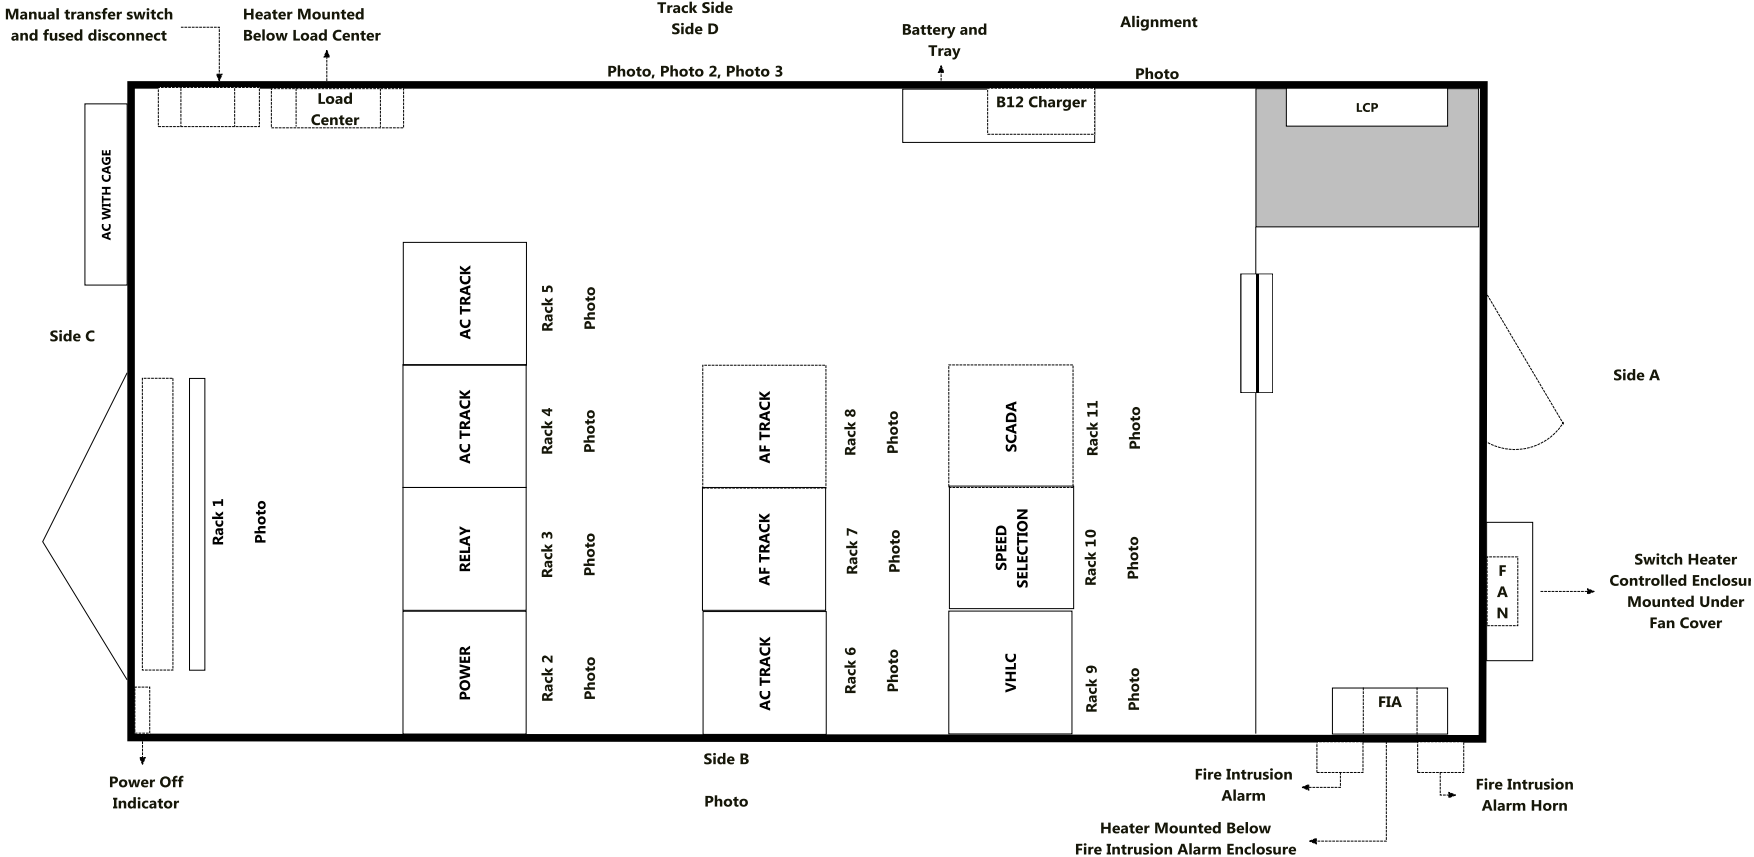 Manual transfer switch
and fused disconnect
Heater Mounted
Below Load Center
Track Side
Side D
Photo, Photo 2, Photo 3
Battery and
Tray
Alignment
Photo
Load
Center
B12 Charger
LCP
AC WITH CAGE
Side C
AC TRACK
Rack 5
Photo
AC TRACK
Rack 4
Photo
RELAY
Rack 3
Photo
POWER
Rack 2
Photo
Rack 1
Photo
AF TRACK
Rack 8
Photo
AF TRACK
Rack 7
Photo
AC TRACK
Rack 6
Photo
SCADA
Rack 11
Photo
SPEED
SELECTION
Rack 10
Photo
VHLC
Rack 9
Photo
Side A
F
A
N
Switch Heater
Controlled Enclosur
Mounted Under
Fan Cover
FIA
Power Off
Indicator
Side B
Photo
Fire Intrusion
Alarm
Fire Intrusion
Alarm Horn
Heater Mounted Below
Fire Intrusion Alarm Enclosure